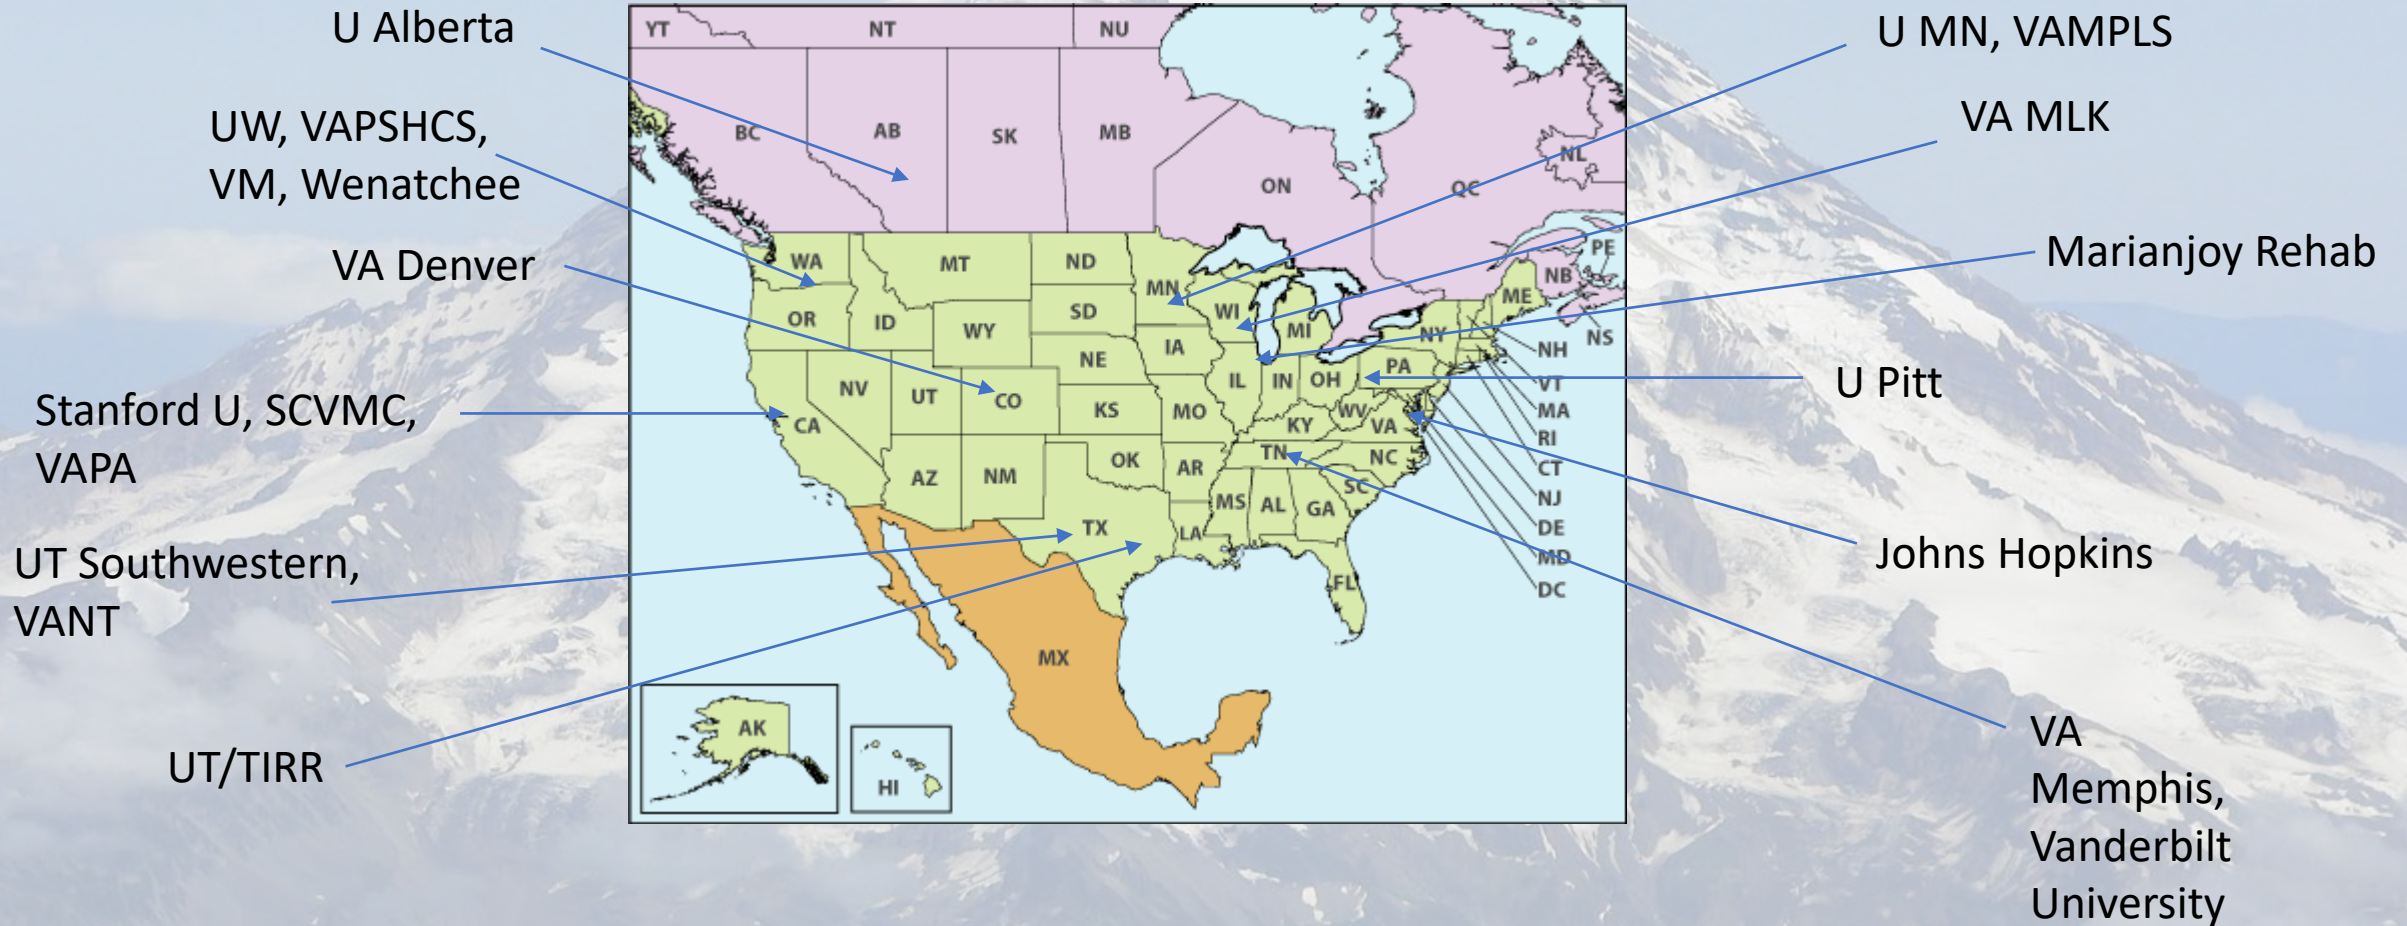 U Alberta
UW, VAPSHCS,
VM, Wenatchee
VA Denver
Stanford U, SCVMC,
VAPA
UT Southwestern,
VANT
UT/TIRR
YT
NT
NU
BC
AB
SK
MB
ON
QC
NL
PE
NB
NS
WA
MT
ND
MN
OR
ID
WY
SD
WI
MI
NY
ME
NH
VT
MA
RI
CT
NJ
DE
MD
DC
NV
UT
CO
NE
IA
IL
IN
OH
PA
CA
KS
MO
KY
WV
VA
AZ
NM
OK
AR
TN
NC
SC
TX
LA
MS
AL
GA
FL
MX
AK
HI
U MN, VAMPLS
VA MLK
Marianjoy Rehab
U Pitt
Johns Hopkins
VA
Memphis,
Vanderbilt
University